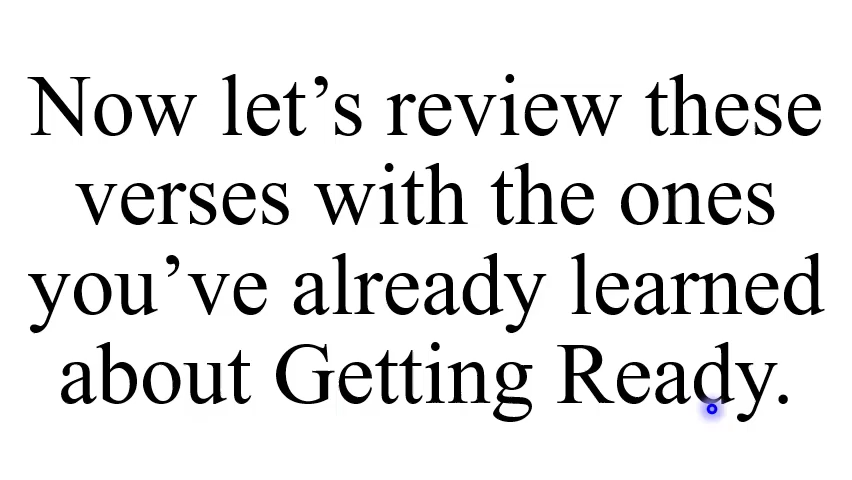 Now let’s review these
verses with the ones
you’ve already learned
about Getting Ready.